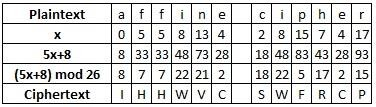 Plaintext a f f i n e c i p h e r
x 0 5 5 8 13 4 2 8 15 7 4 17
5x+8 8 33 33 48 73 28 18 48 83 43 28 93
(5x+8) mod 26 8 7 7 22 21 2 18 22 5 17 2 15
Ciphertext I H H W V C S W F R C P